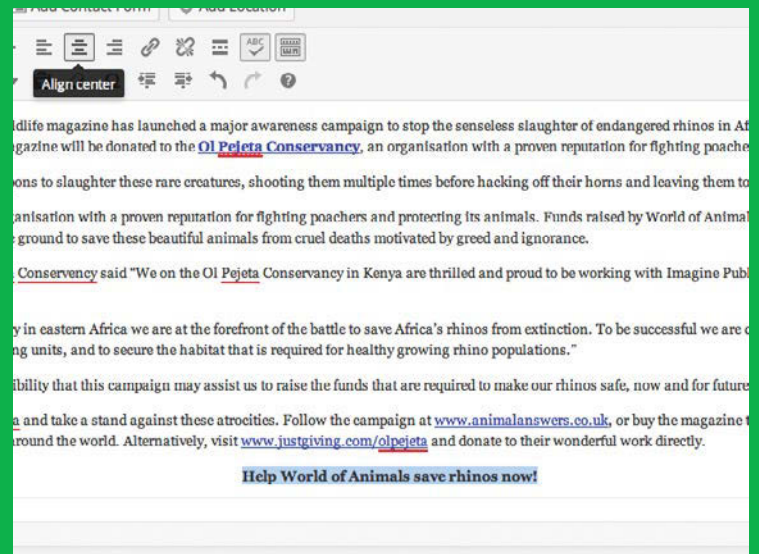 Add Contact Form Add Location
ABC
Align center
dlife magazine has launched a major awareness campaign to stop the senseless slaughter of endangered rhinos in Af
gazine will be donated to the Ol Pejeta Conservancy, an organisation with a proven reputation for fighting poache
ons to slaughter these rare creatures, shooting them multiple times before hacking off their horns and leaving them to
anisation with a proven reputation for fighting poachers and protecting its animals. Funds raised by World of Animal
ground to save these beautiful animals from cruel deaths motivated by greed and ignorance.
Conservency said "We on the Ol Pejeta Conservancy in Kenya are thrilled and proud to be working with Imagine Publ
y in eastern Africa we are at the forefront of the battle to save Africa's rhinos from extinction. To be successful we are
ng units, and to secure the habitat that is required for healthy growing rhino populations."
ibility that this campaign may assist us to raise the funds that are required to make our rhinos safe, now and for future
a and take a stand against these atrocities. Follow the campaign at www.animalanswers.co.uk, or buy the magazine t
round the world. Alternatively, visit www.justgiving.com/olpejeta and donate to their wonderful work directly.
Help World of Animals save rhinos now!